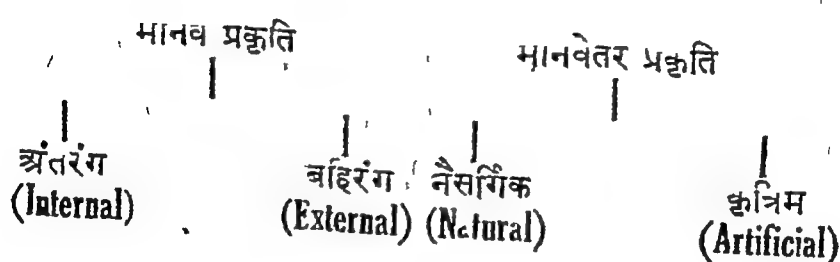 मानव प्रकृति
मानवेतर प्रकृति
अंतरंग
(Internal)
बहिरंग
(External)
नैसर्गिक
(Natural)
कृत्रिम
(Artificial)